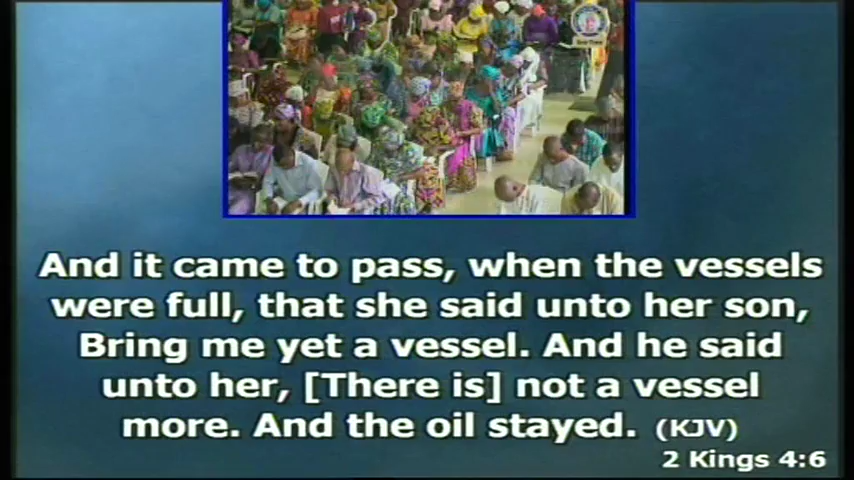 And it came to pass, when the vessels
were full, that she said unto her son,
Bring me yet a vessel. And he said
unto her, [There is] not a vessel
more. And the oil stayed. (KJV)
2 Kings 4:6